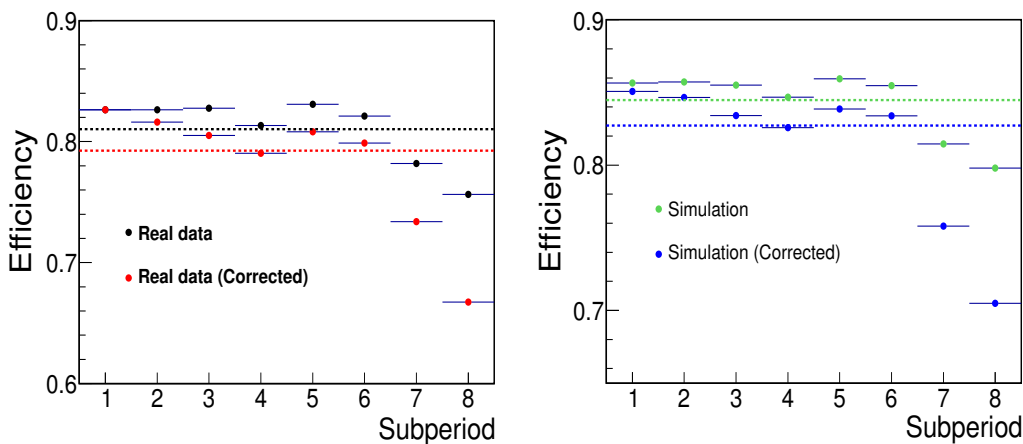 0.9
0.8
0.7
0.6
Efficiency
Real data
Real data (Corrected)
1 2 3 4 5 6 7 8
Subperiod
0.9
0.8
0.7
Efficiency
Simulation
Simulation (Corrected)
1 2 3 4 5 6 7 8
Subperiod